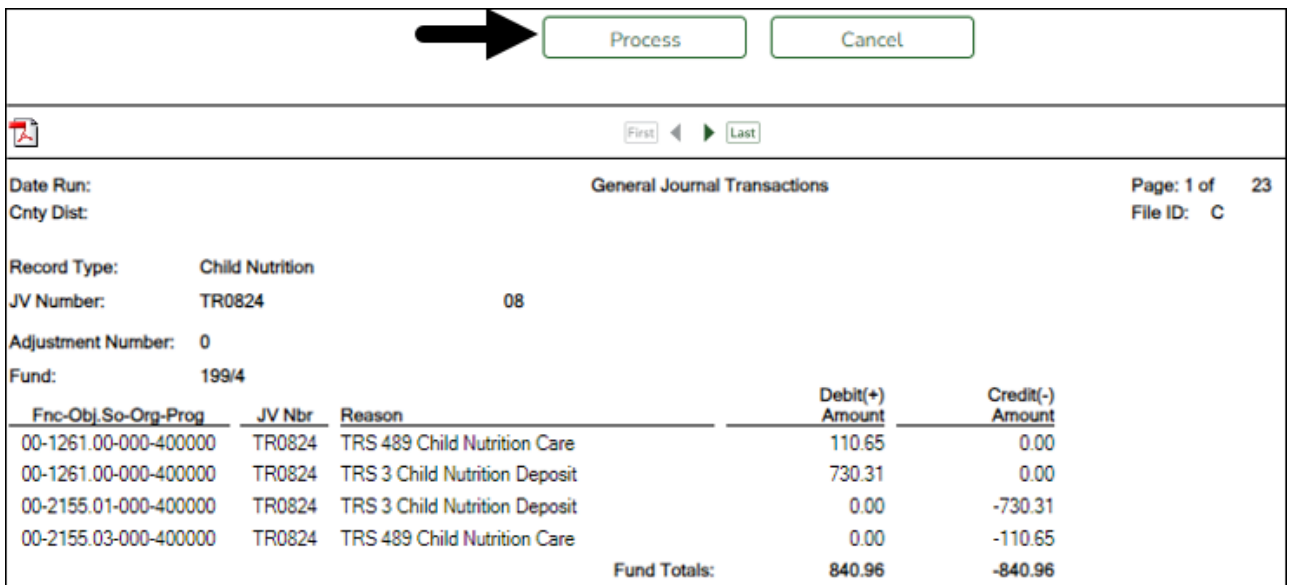 Process Cancel
First Last
Date Run: General Journal Transactions Page: 1 of 23
Cnty Dist: File ID: C
Record Type: Child Nutrition
JV Number: TR0824 08
Adjustment Number: 0
Fund: 199/4
Debit(+) Credit(-)
Fnc-Obj.So-Org-Prog JV Nbr Reason Amount Amount
00-1261.00-000-400000 TR0824 TRS 489 Child Nutrition Care 110.65 0.00
00-1261.00-000-400000 TR0824 TRS 3 Child Nutrition Deposit 730.31 0.00
00-2155.01-000-400000 TR0824 TRS 3 Child Nutrition Deposit 0.00 -730.31
00-2155.03-000-400000 TR0824 TRS 489 Child Nutrition Care 0.00 -110.65
Fund Totals: 840.96 -840.96